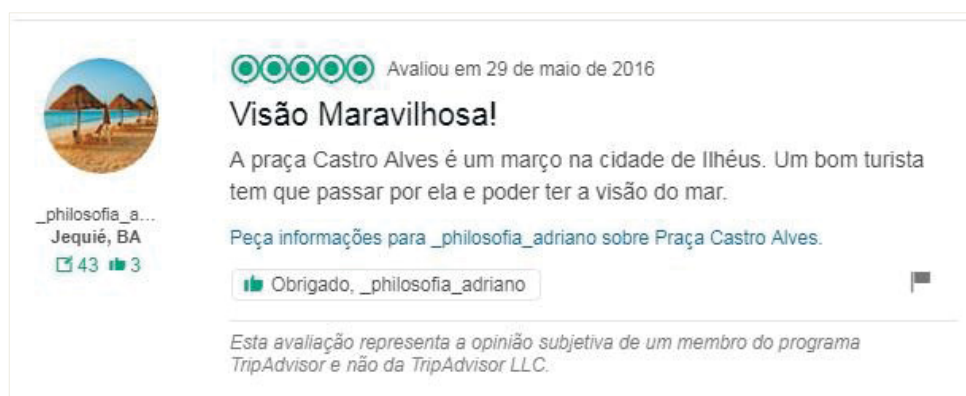 Avaliou em 29 de maio de 2016
Visão Maravilhosa!
A praça Castro Alves é um março na cidade de Ilhéus. Um bom turista
tem que passar por ela e poder ter a visão do mar.
_philosofia_a...
Jequié, BA
43 3
Peça informações para _philosofia_adriano sobre Praça Castro Alves.
Obrigado, _philosofia_adriano
Esta avaliação representa a opinião subjetiva de um membro do programa
TripAdvisor e não da TripAdvisor LLC.